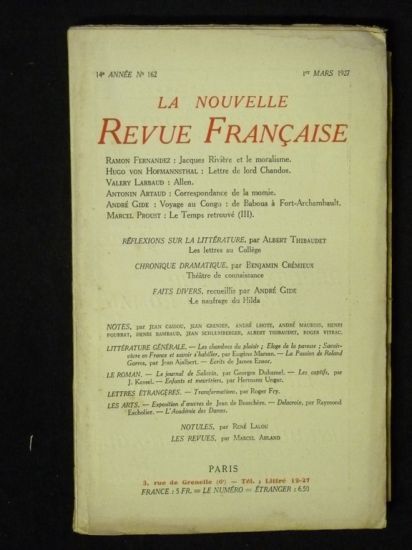 14e ANNÉE No 162 1er MARS 1927
LA NOUVELLE
REVUE FRANÇAISE
RAMON FERNANDEZ : Jacques Rivière et le moralisme.
HUGO VON HOFMANNSTHAL : Lettre de lord Chandos.
VALERY LARBAUD : Allen.
ANTONIN ARTAUD : Correspondance de la momie.
ANDRÉ GIDE : Voyage au Congo : de Babous à Fort-Archambault.
MARCEL PROUST : Le Temps retrouvé (III).
RÉFLEXIONS SUR LA LITTÉRATURE, par ALBERT THIBAUDET
Les lettres au Collège
CHRONIQUE DRAMATIQUE, par BENJAMIN CRÉMIEUX
Théâtre de connaissance
FAITS DIVERS, recueillis par ANDRÉ GIDE
Le naufrage du Hilda
NOTES, par JEAN CASSOU, JEAN GRENIER, ANDRÉ LHOTE, ANDRÉ MAUROIS, HENRI
POURRAT, HENRI RAMBAUD, JEAN SCHLUMBERGER, ALBERT THIBAUDET, ROGER VITRAC.
LITTÉRATURE GÉNÉRALE. — Les chambres du plaisir ; Eloge de la paresse ; Savoir-
vivre en France et savoir s'habiller, par Eugène Marsan. — La Passion de Roland
Garros, par Jean Ajalbert. — Ecrits de James Ensor.
LE ROMAN. — Le journal de Salavin, par Georges Duhamel. — Les captifs, par
J. Kessel. — Enfants et meurtriers, par Hermann Ungar.
LETTRES ÉTRANGÈRES. — Transformations, par Roger Fry.
LES ARTS. — Exposition d'œuvres de Jean de Bosschère. — Delacroix, par Raymond
Escholier. — L'Académie des Dames.
NOTULES, par RENÉ LALOU
LES REVUES, par MARCEL ARLAND
PARIS
3, rue de Grenelle (6e) — Tél. : Littré 12-27
FRANCE : 5 FR. = LE NUMÉRO = ÉTRANGER : 6.50